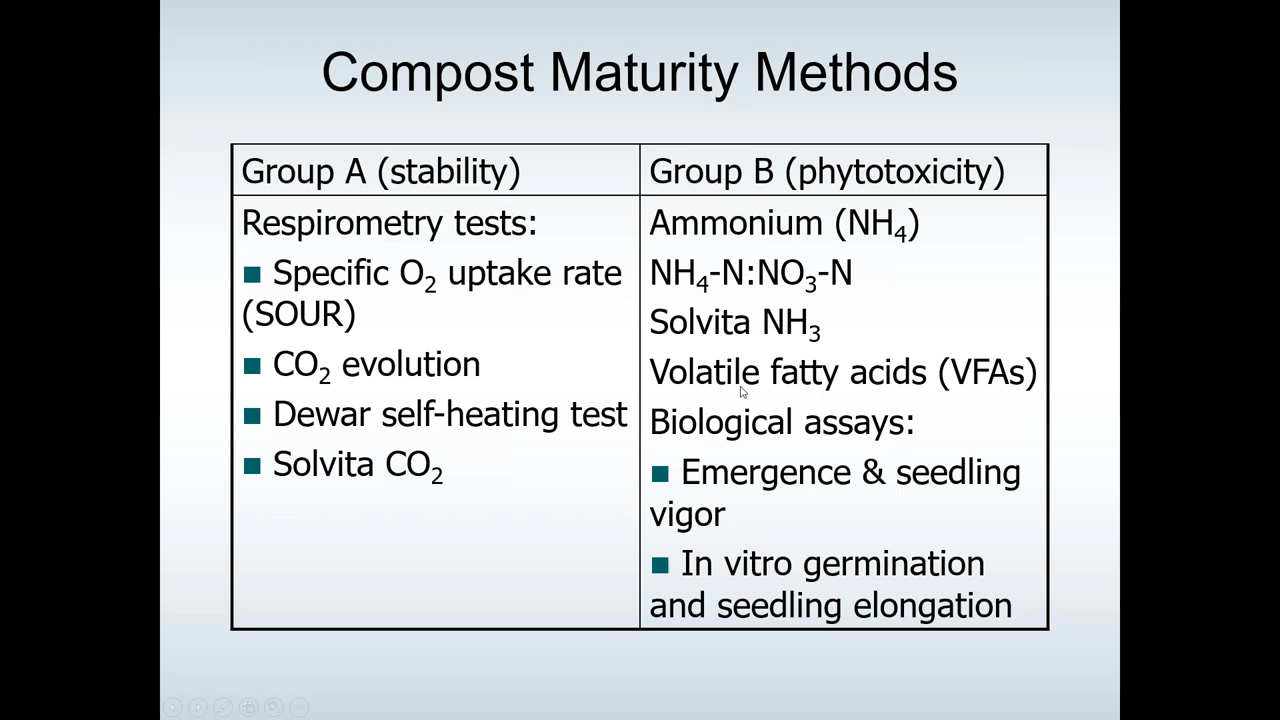 Compost Maturity Methods
Group A (stability)
Respirometry tests:
■ Specific O₂ uptake rate
(SOUR)
■ CO₂ evolution
■ Dewar self-heating test
■ Solvita CO₂
Group B (phytotoxicity)
Ammonium (NH₄)
NH₄-N:NO₃-N
Solvita NH₃
Volatile fatty acids (VFAs)
Biological assays:
■ Emergence & seedling
vigor
■ In vitro germination
and seedling elongation